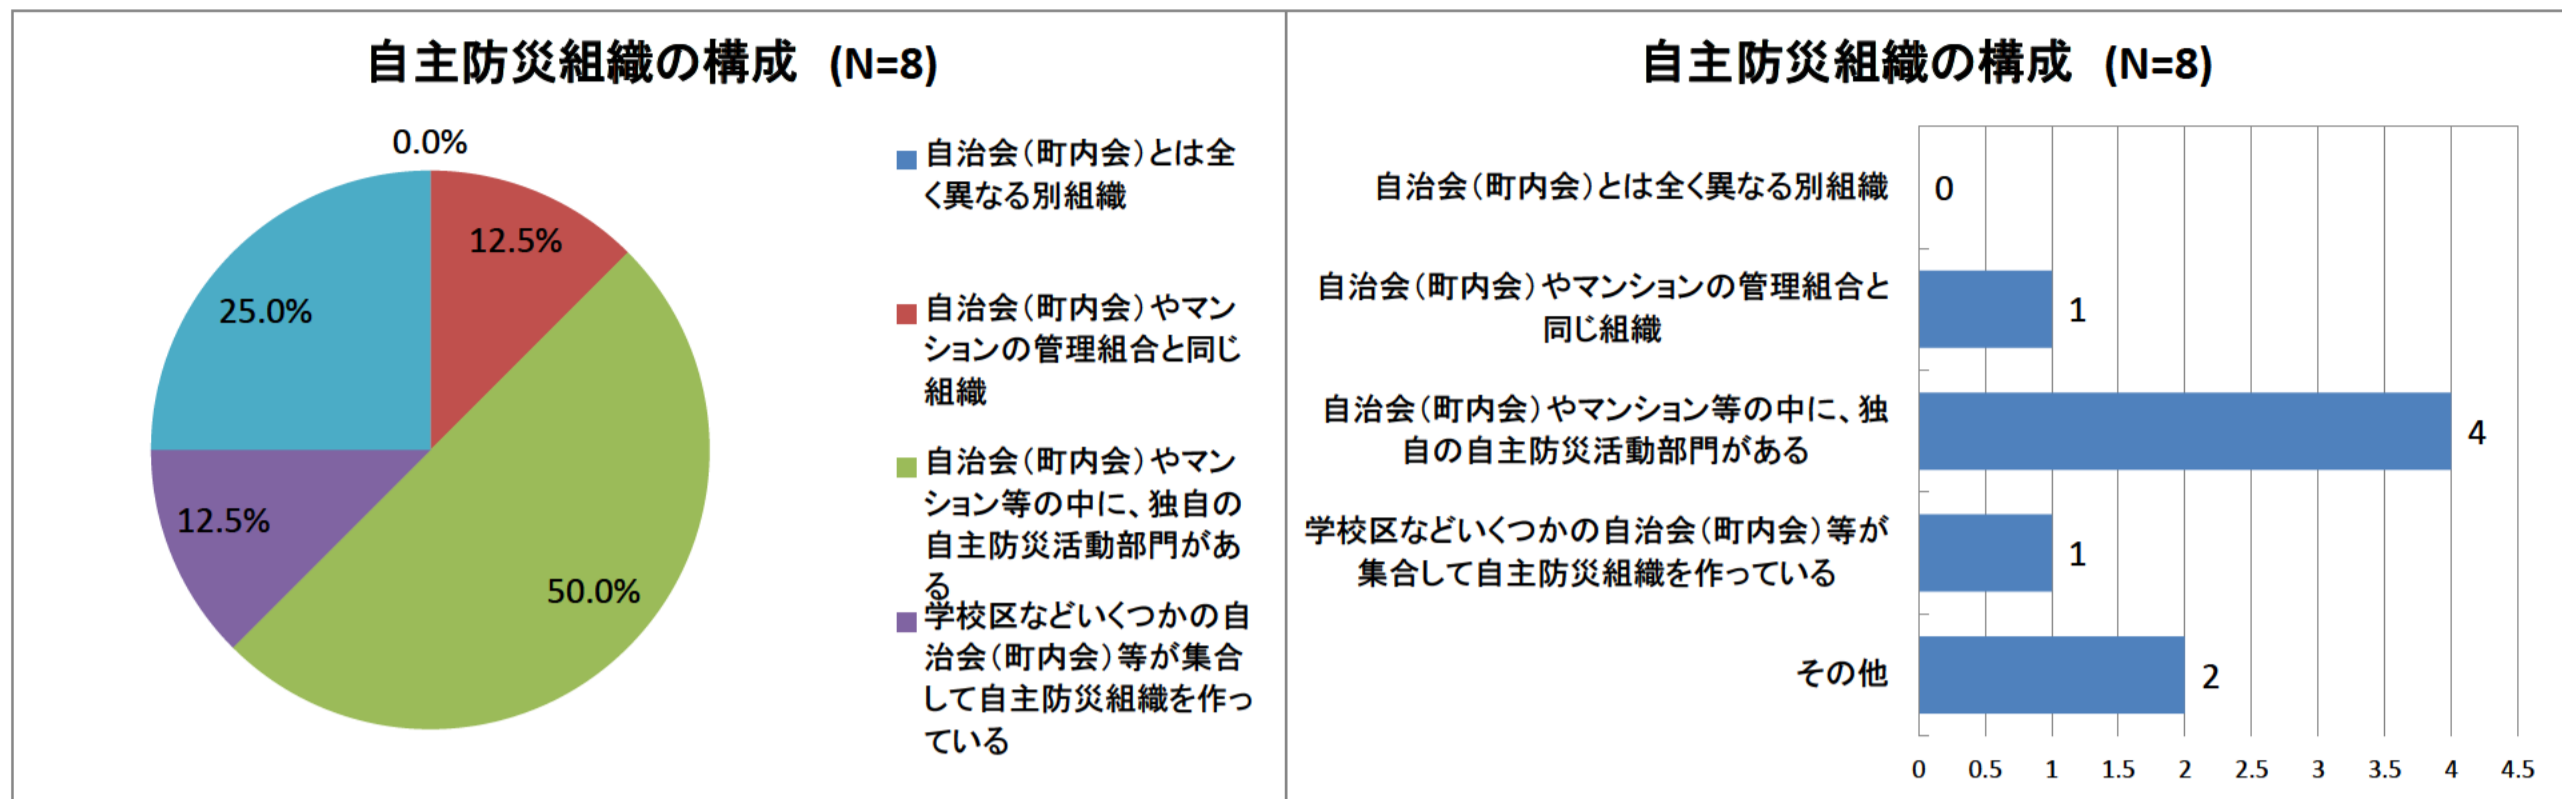 自主防災組織の構成 (N=8)
0.0%
12.5%
25.0%
12.5%
50.0%
自治会(町内会)とは全
く異なる別組織
自治会(町内会)やマン
ションの管理組合と同じ
組織
自治会(町内会)やマン
ション等の中に、独自の
自主防災活動部門があ
る
学校区などいくつかの自
治会(町内会)等が集合
して自主防災組織を作っ
ている
自主防災組織の構成 (N=8)
自治会(町内会)とは全く異なる別組織
0
自治会(町内会)やマンションの管理組合と
同じ組織
1
自治会(町内会)やマンション等の中に、独
自の自主防災活動部門がある
4
学校区などいくつかの自治会(町内会)等が
集合して自主防災組織を作っている
1
その他
2
0 0.5 1 1.5 2 2.5 3 3.5 4 4.5